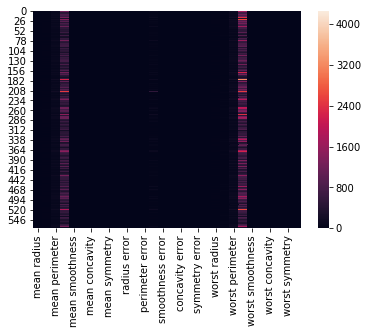 0
26
52
78
104
130
156
182
208
234
260
286
312
338
364
390
416
442
468
494
520
546
4000
3200
2400
1600
800
0
mean radius
mean perimeter
mean smoothness
mean concavity
mean symmetry
radius error
perimeter error
smoothness error
concavity error
symmetry error
worst radius
worst perimeter
worst smoothness
worst concavity
worst symmetry